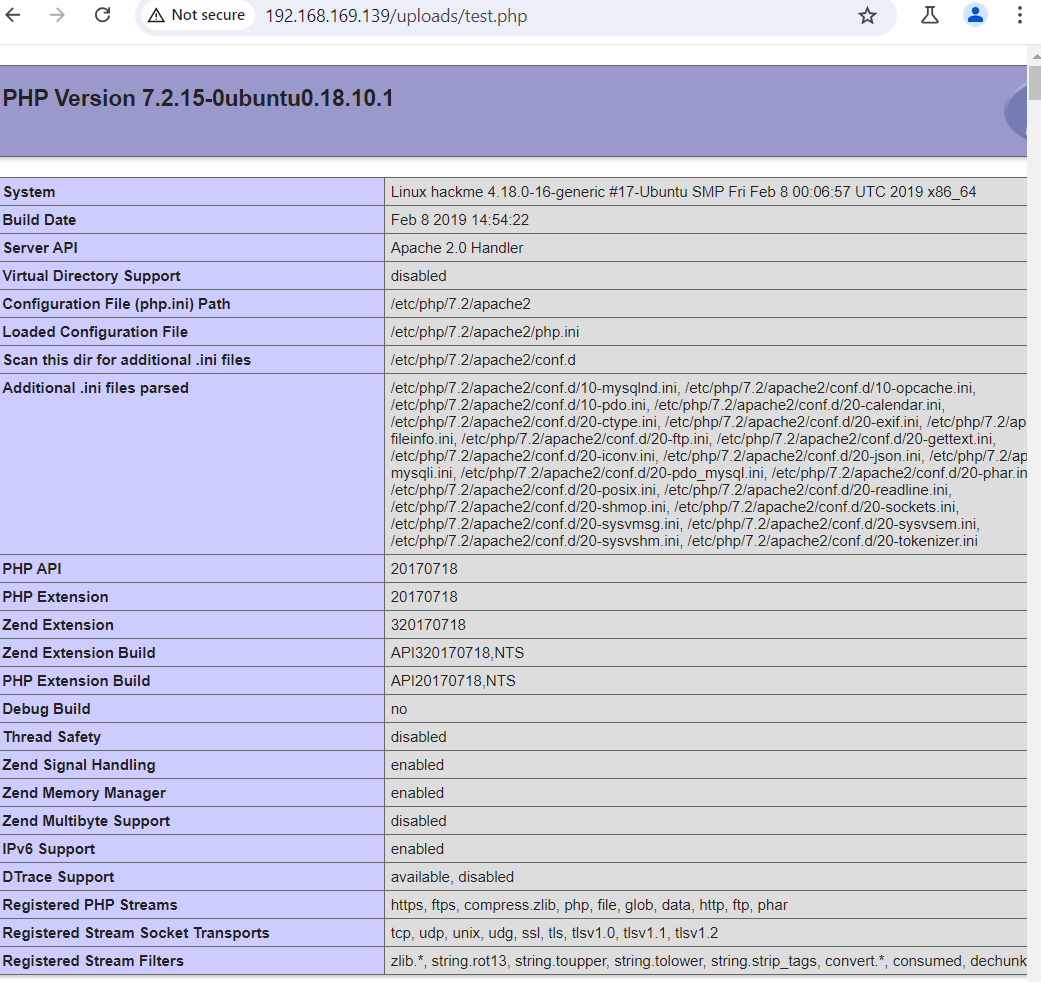 Not secure 192.168.169.139/uploads/test.php
PHP Version 7.2.15-0ubuntu0.18.10.1
System Linux hackme 4.18.0-16-generic #17-Ubuntu SMP Fri Feb 8 00:06:57 UTC 2019 x86_64
Build Date Feb 8 2019 14:54:22
Server API Apache 2.0 Handler
Virtual Directory Support disabled
Configuration File (php.ini) Path /etc/php/7.2/apache2
Loaded Configuration File /etc/php/7.2/apache2/php.ini
Scan this dir for additional .ini files /etc/php/7.2/apache2/conf.d
Additional .ini files parsed /etc/php/7.2/apache2/conf.d/10-mysqlnd.ini, /etc/php/7.2/apache2/conf.d/10-opcache.ini,
/etc/php/7.2/apache2/conf.d/10-pdo.ini, /etc/php/7.2/apache2/conf.d/20-calendar.ini,
/etc/php/7.2/apache2/conf.d/20-ctype.ini, /etc/php/7.2/apache2/conf.d/20-exif.ini, /etc/php/7.2/ap
fileinfo.ini, /etc/php/7.2/apache2/conf.d/20-ftp.ini, /etc/php/7.2/apache2/conf.d/20-gettext.ini,
/etc/php/7.2/apache2/conf.d/20-iconv.ini, /etc/php/7.2/apache2/conf.d/20-json.ini, /etc/php/7.2/ap
mysqli.ini, /etc/php/7.2/apache2/conf.d/20-pdo_mysql.ini, /etc/php/7.2/apache2/conf.d/20-phar.in
/etc/php/7.2/apache2/conf.d/20-posix.ini, /etc/php/7.2/apache2/conf.d/20-readline.ini,
/etc/php/7.2/apache2/conf.d/20-shmop.ini, /etc/php/7.2/apache2/conf.d/20-sockets.ini,
/etc/php/7.2/apache2/conf.d/20-sysvmsg.ini, /etc/php/7.2/apache2/conf.d/20-sysvsem.ini,
/etc/php/7.2/apache2/conf.d/20-sysvshm.ini, /etc/php/7.2/apache2/conf.d/20-tokenizer.ini
PHP API 20170718
PHP Extension 20170718
Zend Extension 320170718
Zend Extension Build API320170718,NTS
PHP Extension Build API20170718,NTS
Debug Build no
Thread Safety disabled
Zend Signal Handling enabled
Zend Memory Manager enabled
Zend Multibyte Support disabled
IPv6 Support enabled
DTrace Support available, disabled
Registered PHP Streams https, ftps, compress.zlib, php, file, glob, data, http, ftp, phar
Registered Stream Socket Transports tcp, udp, unix, udg, ssl, tls, tlsv1.0, tlsv1.1, tlsv1.2
Registered Stream Filters zlib.*, string.rot13, string.toupper, string.tolower, string.strip_tags, convert.*, consumed, dechunk